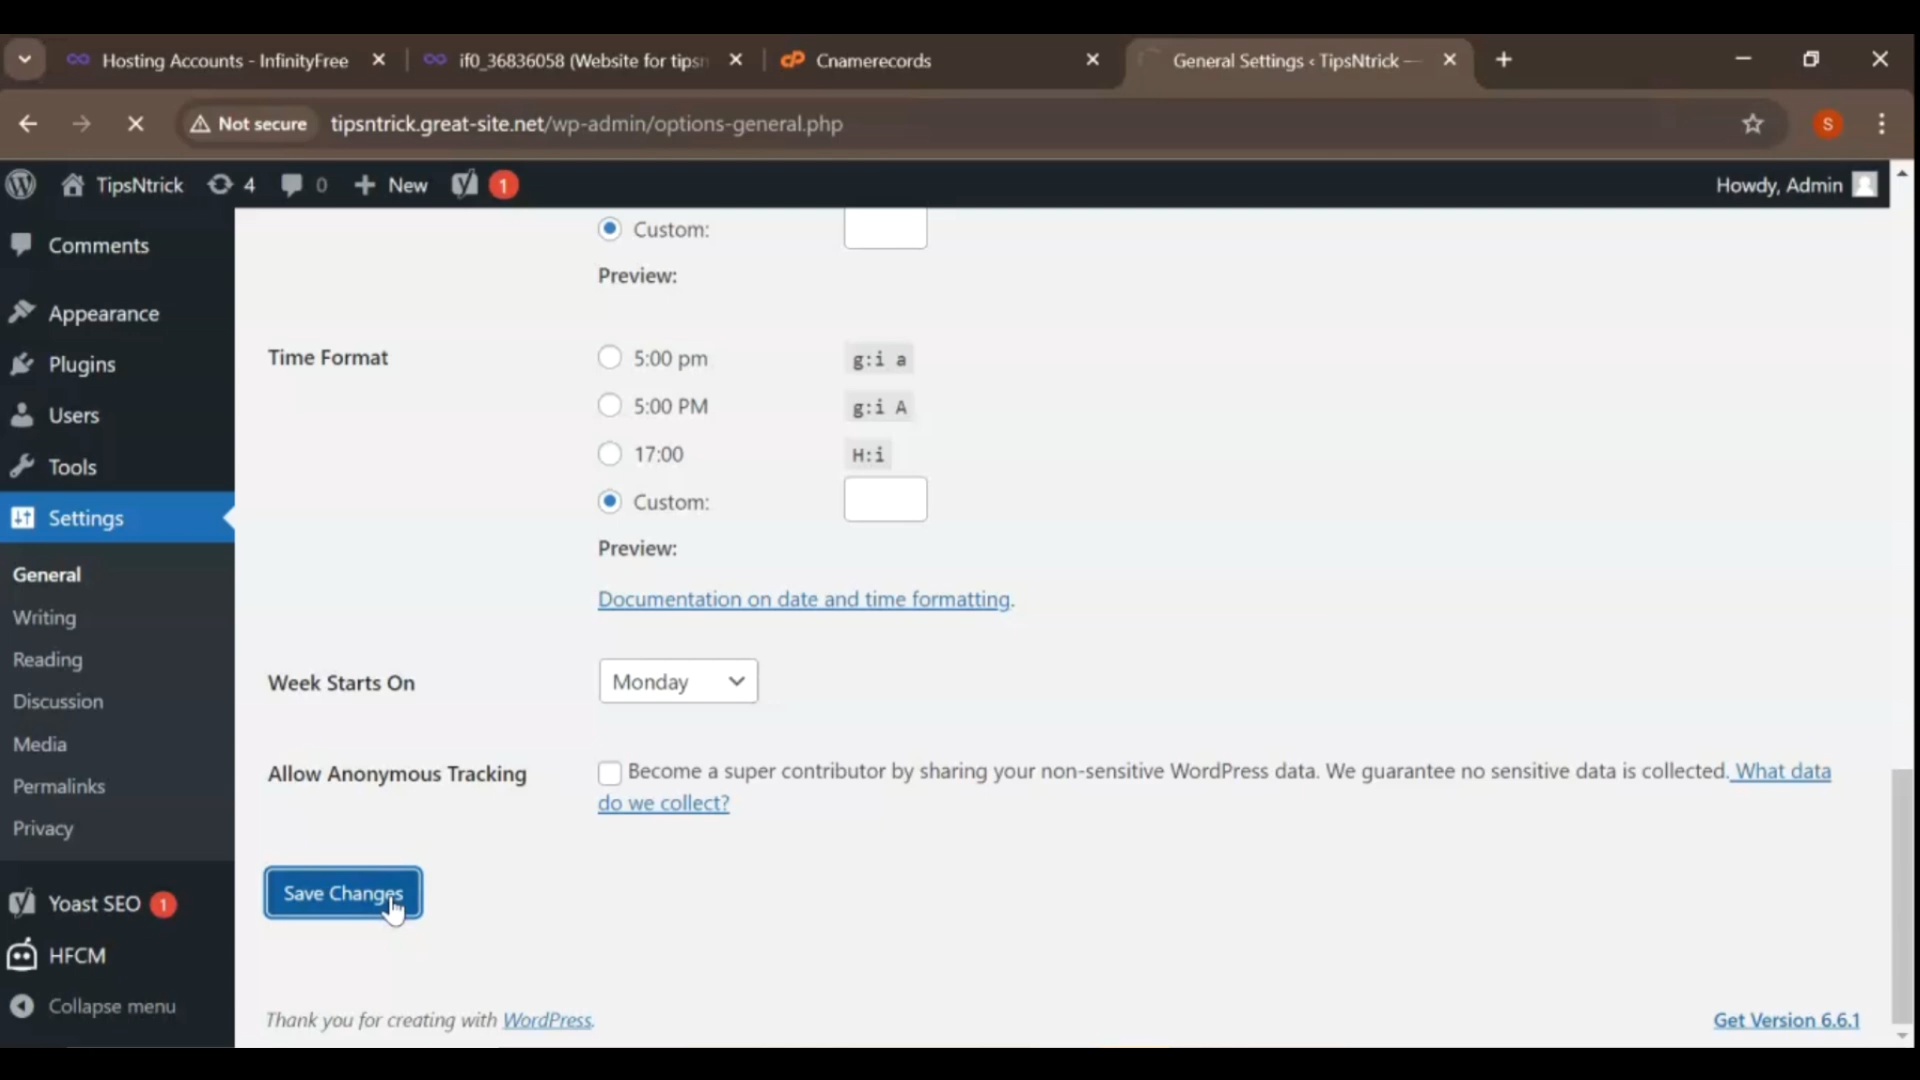 Hosting Accounts - InfinityFree
if0_36836058 (Website for tipsn
Cnamerecords
General Settings ‹ TipsNtrick —
Not secure
tipsntrick.great-site.net/wp-admin/options-general.php
S
TipsNtrick
4
0
New
1
Howdy, Admin
Comments
Appearance
Plugins
Users
Tools
Settings
General
Writing
Reading
Discussion
Media
Permalinks
Privacy
Yoast SEO 1
HFCM
Collapse menu
Custom:
Preview:
Time Format
5:00 pm g:i a
5:00 PM g:i A
17:00 H:i
Custom:
Preview:
Documentation on date and time formatting.
Week Starts On
Monday
Allow Anonymous Tracking
Become a super contributor by sharing your non-sensitive WordPress data. We guarantee no sensitive data is collected. What data
do we collect?
Save Changes
Thank you for creating with WordPress.
Get Version 6.6.1